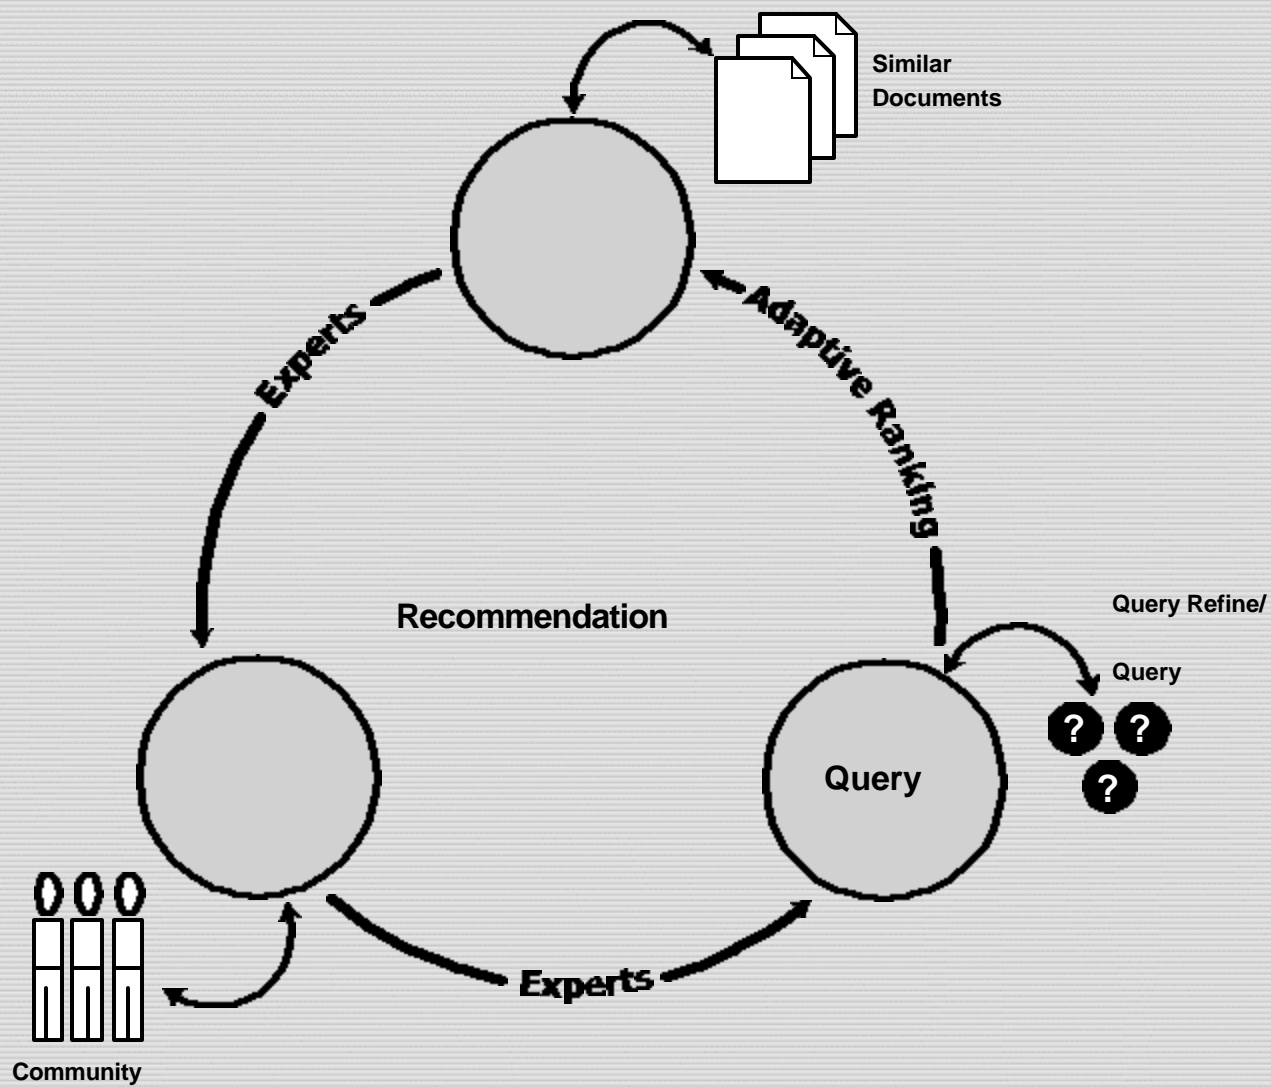 Similar
Documents
Experts
Adaptive Ranking
Recommendation
Query Refine/
Query
? ?
?
Query
Experts
Community